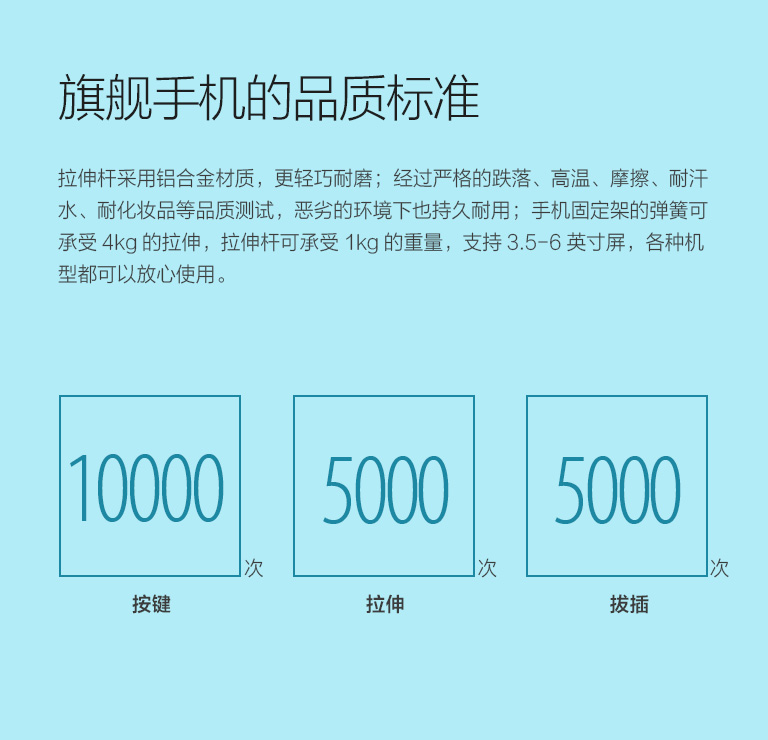 旗舰手机的品质标准
拉伸杆采用铝合金材质，更轻巧耐磨；经过严格的跌落、高温、摩擦、耐汗
水、耐化妆品等品质测试，恶劣的环境下也持久耐用；手机固定架的弹簧可
承受 4kg 的拉伸，拉伸杆可承受 1kg 的重量，支持 3.5-6 英寸屏，各种机
型都可以放心使用。
10000 次
按键
5000 次
拉伸
5000 次
拔插